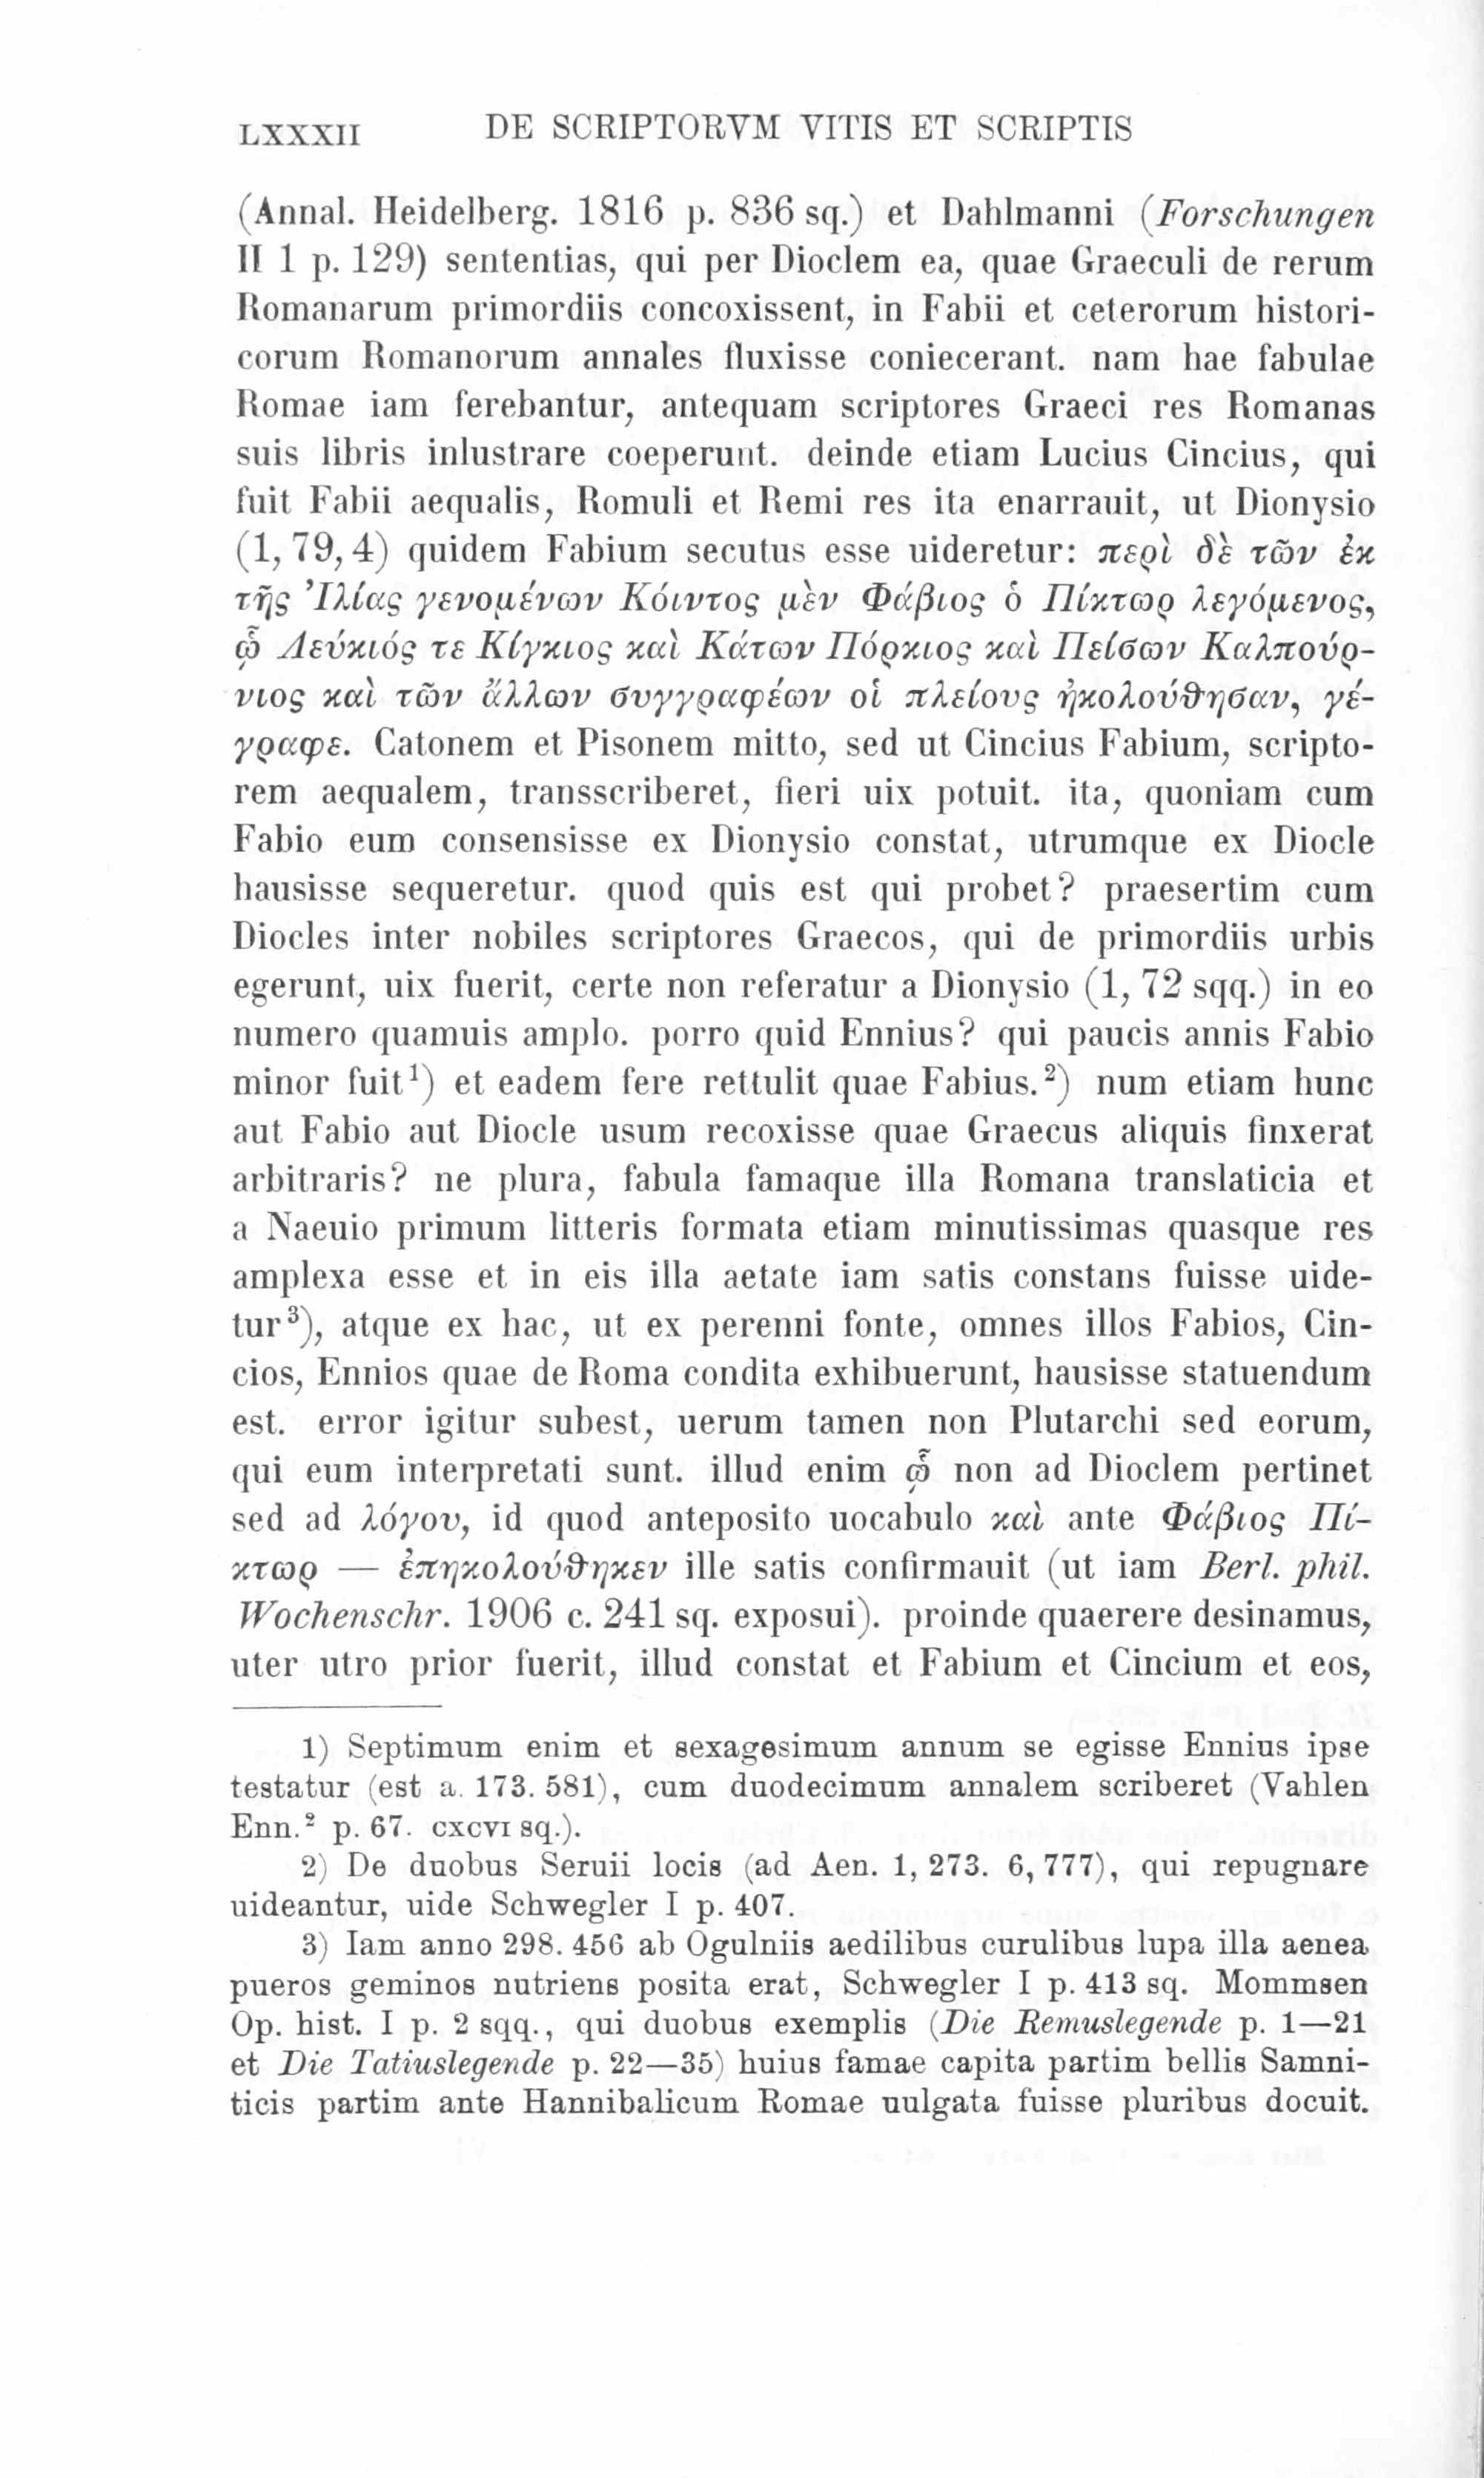 LXXXII DE SCRIPTORVM VITIS ET SCRIPTIS
(Annal. Heidelberg. 1816 p. 836 sq.) et Dahlmanni (Forschungen
II 1 p. 129) sententias, qui per Dioclem ea, quae Graeculi de rerum
Romanarum primordiis concoxissent, in Fabii et ceterorum histori-
corum Romanorum annales fluxisse coniecerant. nam hae fabulae
Romae iam ferebantur, antequam scriptores Graeci res Romanas
suis libris inlustrare coeperunt. deinde etiam Lucius Cincius, qui
fuit Fabii aequalis, Romuli et Remi res ita enarrauit, ut Dionysio
(1, 79, 4) quidem Fabium secutus esse uideretur: περὶ δὲ τῶν ἐκ
τῆς Ἰλίας γενομένων Κόιντος μὲν Φάβιος ὁ Πίκτωρ λεγόμενος,
ᾧ Λεύκιός τε Κίγκιος καὶ Κάτων Πόρκιος καὶ Πείσων Καλπούρ-
νιος καὶ τῶν ἄλλων συγγραφέων οἱ πλείους ἠκολούθησαν, γέ-
γραφε. Catonem et Pisonem mitto, sed ut Cincius Fabium, scripto-
rem aequalem, transscriberet, fieri uix potuit. ita, quoniam cum
Fabio eum consensisse ex Dionysio constat, utrumque ex Diocle
hausisse sequeretur. quod quis est qui probet? praesertim cum
Diocles inter nobiles scriptores Graecos, qui de primordiis urbis
egerunt, uix fuerit, certe non referatur a Dionysio (1, 72 sqq.) in eo
numero quamuis amplo. porro quid Ennius? qui paucis annis Fabio
minor fuit¹) et eadem fere rettulit quae Fabius.²) num etiam hunc
aut Fabio aut Diocle usum recoxisse quae Graecus aliquis finxerat
arbitraris? ne plura, fabula famaque illa Romana translaticia et
a Naeuio primum litteris formata etiam minutissimas quasque res
amplexa esse et in eis illa aetate iam satis constans fuisse uide-
tur³), atque ex hac, ut ex perenni fonte, omnes illos Fabios, Cin-
cios, Ennios quae de Roma condita exhibuerunt, hausisse statuendum
est. error igitur subest, uerum tamen non Plutarchi sed eorum,
qui eum interpretati sunt. illud enim ᾧ non ad Dioclem pertinet
sed ad λόγου, id quod anteposito uocabulo καὶ ante Φάβιος Πί-
κτωρ — ἐπηκολούθηκεν ille satis confirmauit (ut iam Berl. phil.
Wochenschr. 1906 c. 241 sq. exposui). proinde quaerere desinamus,
uter utro prior fuerit, illud constat et Fabium et Cincium et eos,
1) Septimum enim et sexagesimum annum se egisse Ennius ipse
testatur (est a. 173. 581), cum duodecimum annalem scriberet (Vahlen
Enn.² p. 67. CXCVI sq.).
2) De duobus Seruii locis (ad Aen. 1, 273. 6, 777), qui repugnare
uideantur, uide Schwegler I p. 407.
3) Iam anno 298. 456 ab Ogulniis aedilibus curulibus lupa illa aenea
pueros geminos nutriens posita erat, Schwegler I p. 413 sq. Mommsen
Op. hist. I p. 2 sqq., qui duobus exemplis (Die Remuslegende p. 1—21
et Die Tatiuslegende p. 22—35) huius famae capita partim bellis Samni-
ticis partim ante Hannibalicum Romae uulgata fuisse pluribus docuit.